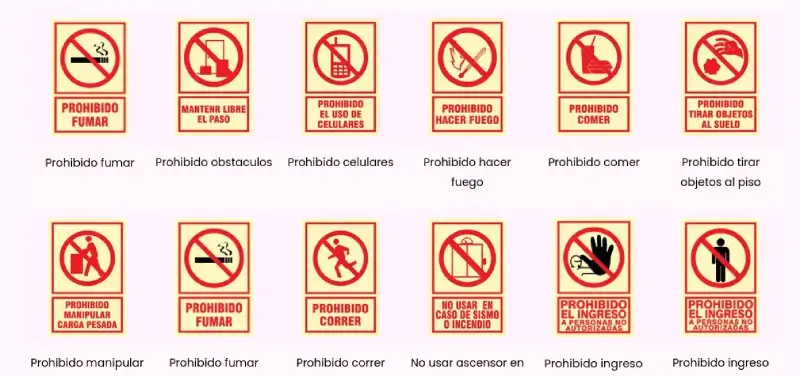 PROHIBIDO
FUMAR
MANTENR LIBRE
EL PASO
PROHIBIDO
EL USO DE
CELULARES
PROHIBIDO
HACER FUEGO
PROHIBIDO
COMER
PROHIBIDO
TIRAR OBJETOS
AL SUELO
Prohibido fumar
Prohibido obstaculos
Prohibido celulares
Prohibido hacer
fuego
Prohibido comer
Prohibido tirar
objetos al piso
PROHIBIDO
MANIPULAR
CARGA PESADA
PROHIBIDO
FUMAR
PROHIBIDO
CORRER
NO USAR EN
CASO DE SISMO
O INCENDIO
PROHIBIDO
EL INGRESO
A PERSONAS NO
AUTORIZADAS
PROHIBIDO
EL INGRESO
A PERSONAS NO
AUTORIZADAS
Prohibido manipular
Prohibido fumar
Prohibido correr
No usar ascensor en
Prohibido ingreso
Prohibido ingreso